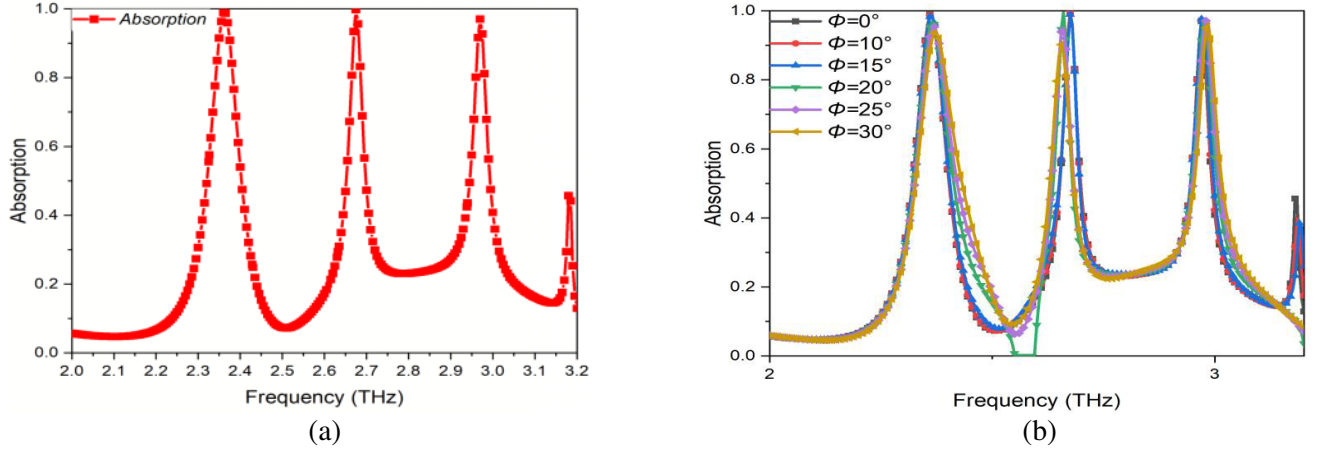 1.0
0.8
0.6
0.4
0.2
0.0
Absorption
Absorption
2.0 2.1 2.2 2.3 2.4 2.5 2.6 2.7 2.8 2.9 3.0 3.1 3.2
Frequency (THz)
(a)
1.0
0.8
0.6
0.4
0.2
0.0
Absorption
Φ=0°
Φ=10°
Φ=15°
Φ=20°
Φ=25°
Φ=30°
2 3
Frequency (THz)
(b)